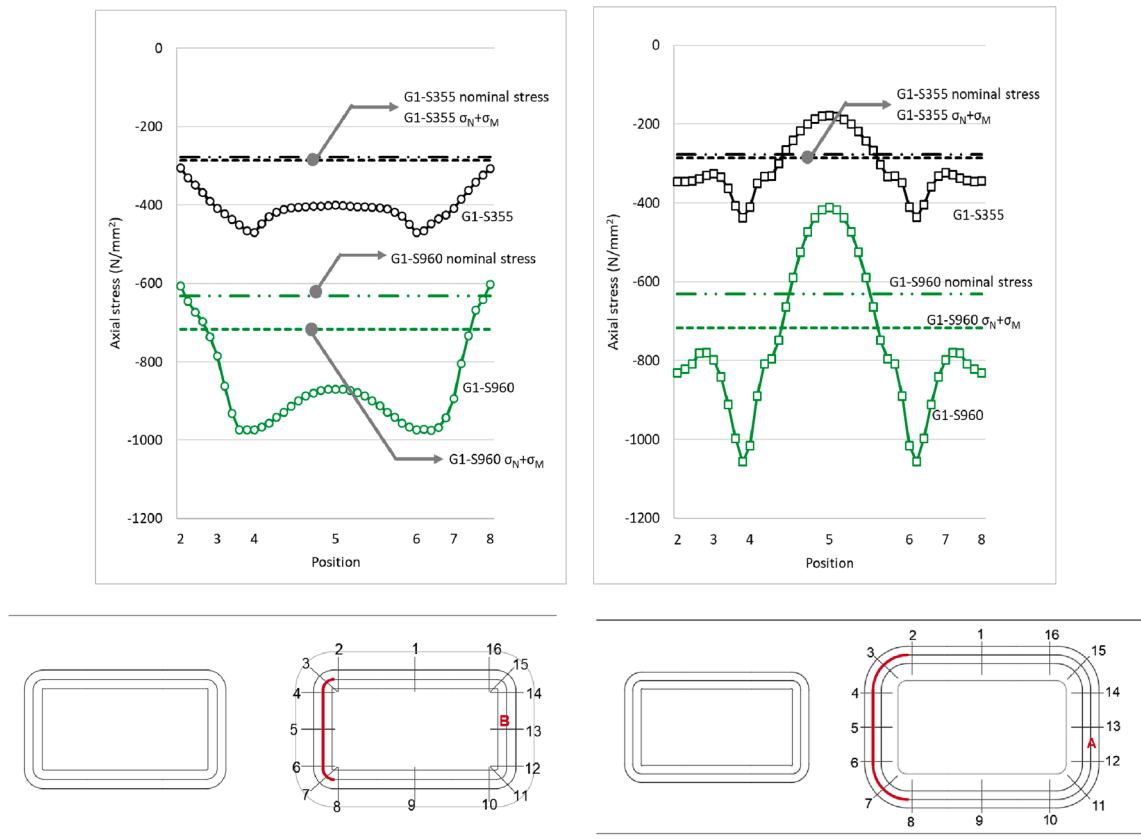 0
-200
-400
-600
-800
-1000
-1200
Axial stress (N/mm²)
G1-S355 nominal stress
G1-S355 σN+σM
G1-S355
G1-S960 nominal stress
G1-S960
G1-S960 σN+σM
2 3 4 5 6 7 8
Position
0
-200
-400
-600
-800
-1000
-1200
Axial stress (N/mm²)
G1-S355 nominal stress
G1-S355 σN+σM
G1-S355
G1-S960 nominal stress
G1-S960 σN+σM
G1-S960
2 3 4 5 6 7 8
Position
2 1 16
3 15
4 14
5 B 13
6 12
7 11
8 9 10
2 1 16
3 15
4 14
5 13
A
6 12
7 11
8 9 10